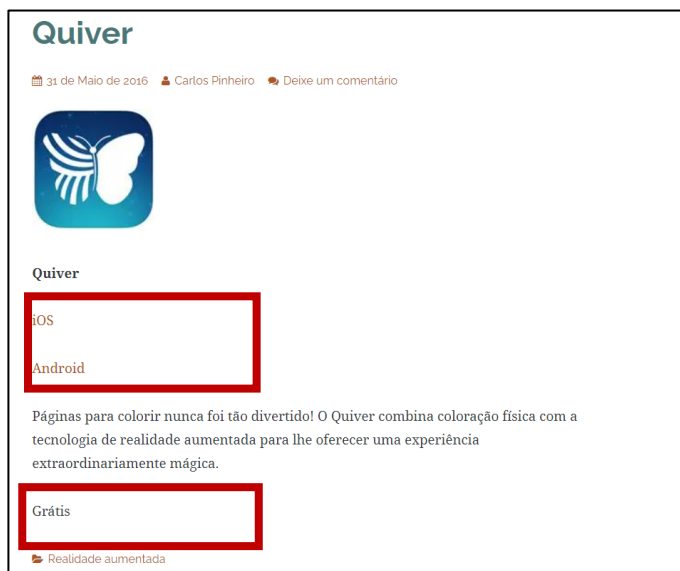 Quiver
31 de Maio de 2016 Carlos Pinheiro Deixe um comentário
Quiver
iOS
Android
Páginas para colorir nunca foi tão divertido! O Quiver combina coloração física com a
tecnologia de realidade aumentada para lhe oferecer uma experiência
extraordinariamente mágica.
Grátis
Realidade aumentada